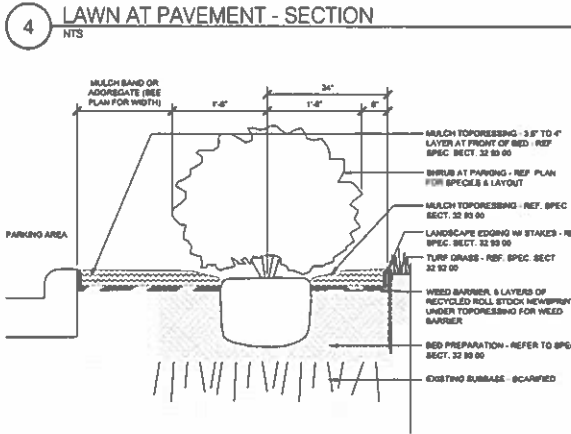 4 LAWN AT PAVEMENT - SECTION
NTS
MULCH BAND OR
AGGREGATE (SEE
PLAN FOR WIDTH)
34"
1'-6"
6"
MULCH TOPDRESSING - 3.5" TO 4"
LAYER AT FRONT OF BED - REF
SPEC. SECT. 32 93 00
SHRUB AT PARKING - REF. PLAN
FOR SPECIES & LAYOUT
MULCH TOPDRESSING - REF. SPEC
SECT. 32 93 00
PARKING AREA
LANDSCAPE EDGING W/ STAKES - RE
SPEC. SECT. 32 93 00
TURF GRASS - REF. SPEC. SECT
32 92 00
WEED BARRIER, 6 LAYERS OF
RECYCLED ROLL STOCK NEWSPRINT
UNDER TOPDRESSING FOR WEED
BARRIER
BED PREPARATION - REFER TO SPEC
SECT. 32 93 00
EXISTING SUBBASE - SCARIFIED